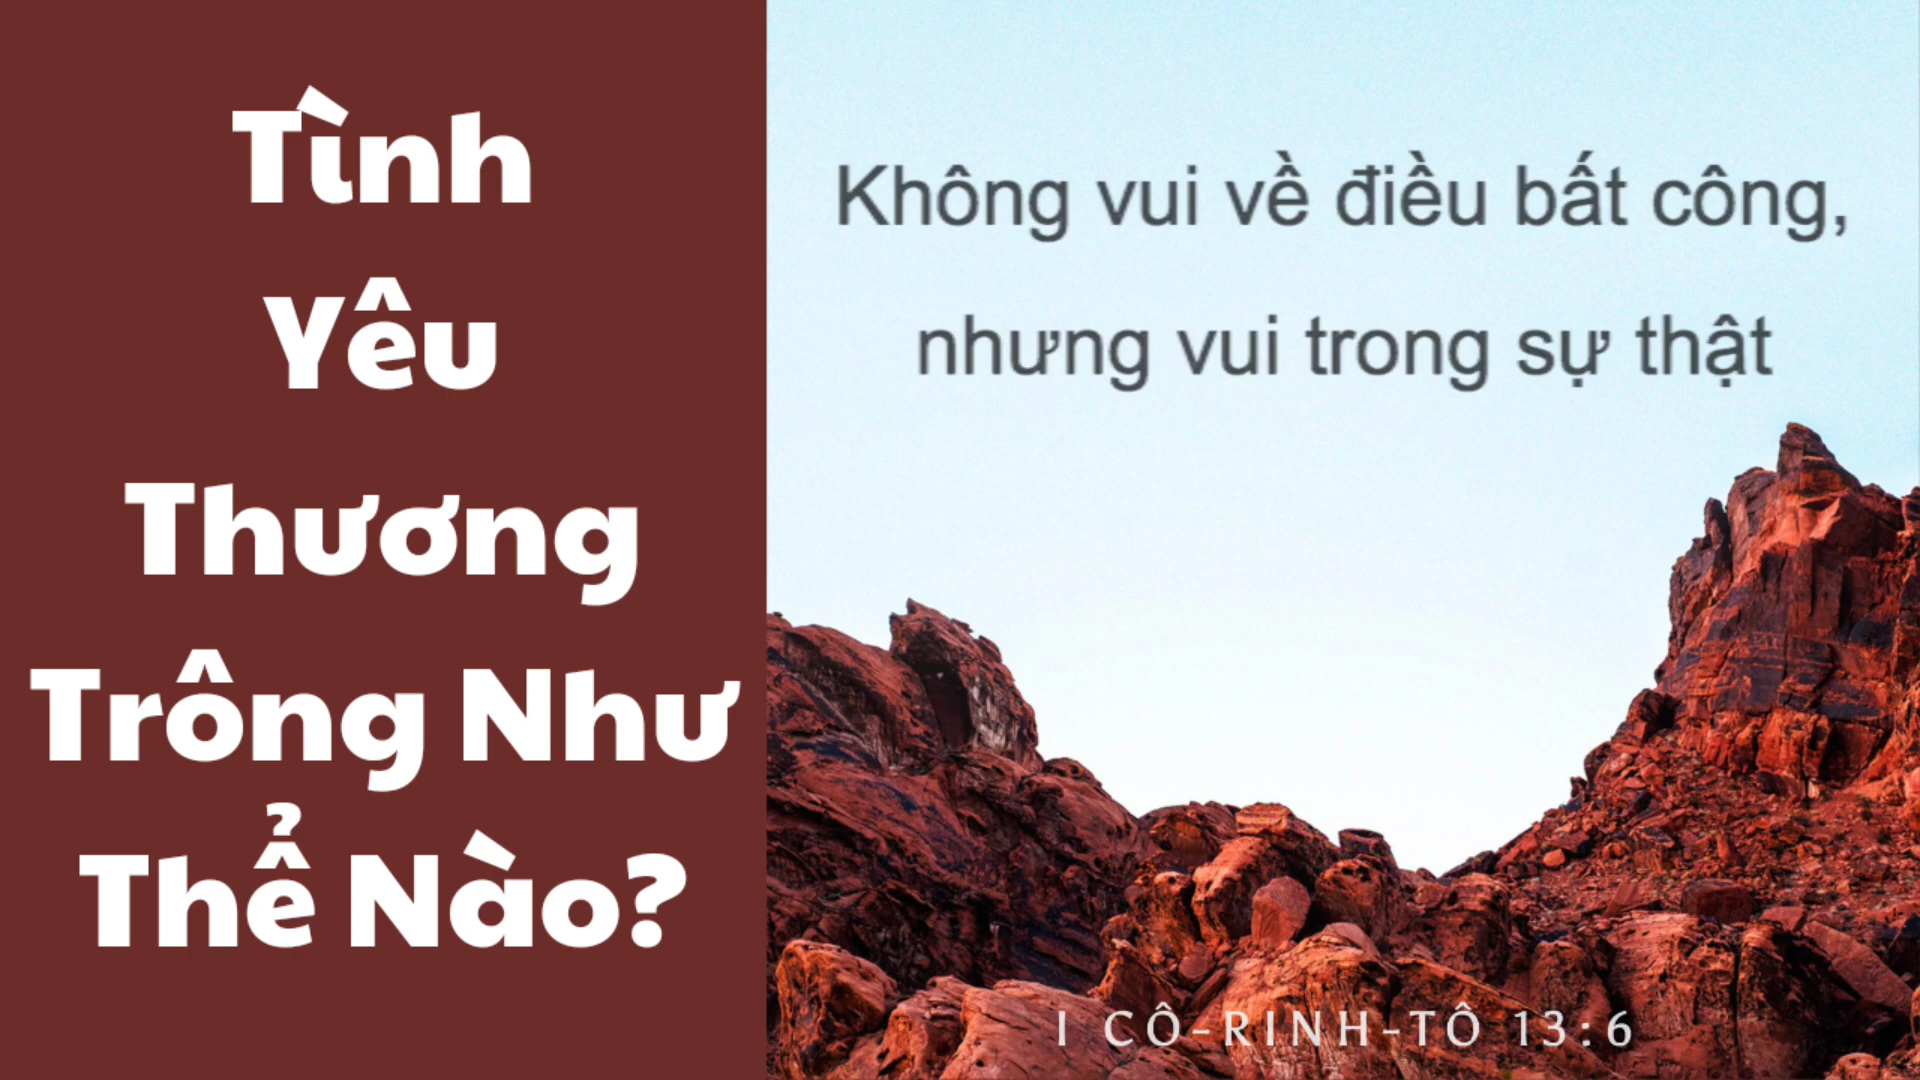 Tình
Yêu
Thương
Trông Như
Thể Nào?
Không vui về điều bất công,
nhưng vui trong sự thật
I CÔ-RINH-TÔ 13:6